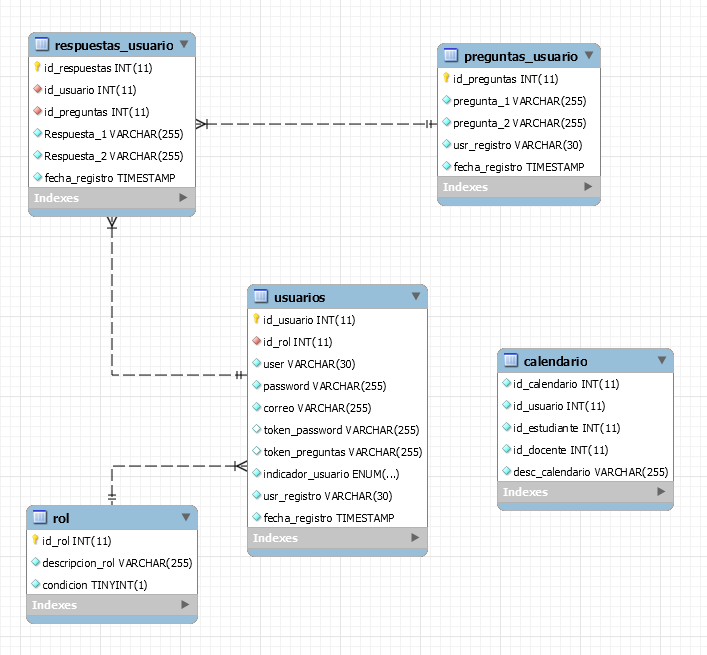 respuestas_usuario
id_respuestas INT(11)
id_usuario INT(11)
id_preguntas INT(11)
Respuesta_1 VARCHAR(255)
Respuesta_2 VARCHAR(255)
fecha_registro TIMESTAMP
Indexes
preguntas_usuario
id_preguntas INT(11)
pregunta_1 VARCHAR(255)
pregunta_2 VARCHAR(255)
usr_registro VARCHAR(30)
fecha_registro TIMESTAMP
Indexes
usuarios
id_usuario INT(11)
id_rol INT(11)
user VARCHAR(30)
password VARCHAR(255)
correo VARCHAR(255)
token_password VARCHAR(255)
token_preguntas VARCHAR(255)
indicador_usuario ENUM(...)
usr_registro VARCHAR(30)
fecha_registro TIMESTAMP
Indexes
calendario
id_calendario INT(11)
id_usuario INT(11)
id_estudiante INT(11)
id_docente INT(11)
desc_calendario VARCHAR(255)
Indexes
rol
id_rol INT(11)
descripcion_rol VARCHAR(255)
condicion TINYINT(1)
Indexes